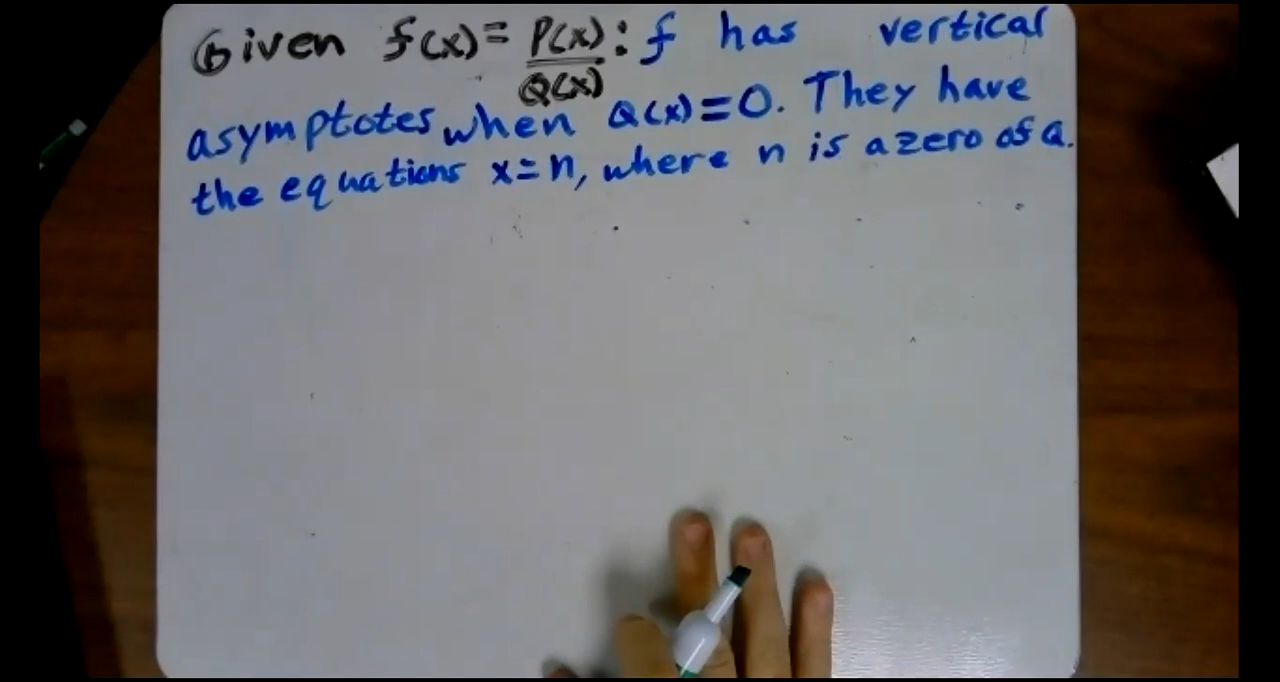 Given f(x) = P(x)/Q(x) : f has vertical
asymptotes when Q(x) = 0. They have
the equations x = n, where n is a zero of Q.